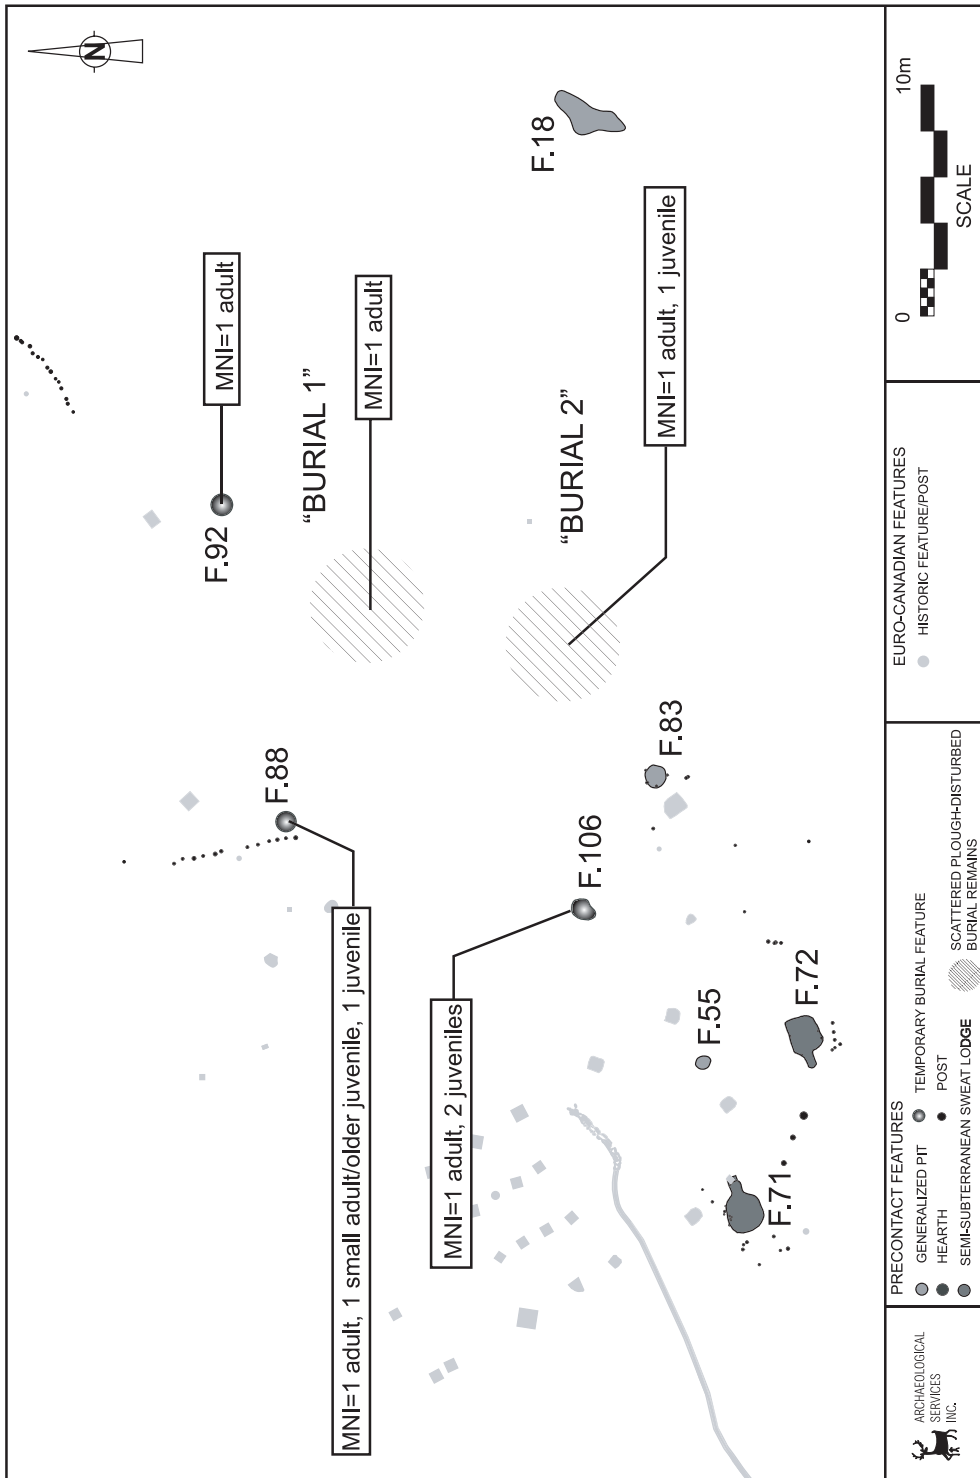 N
F.18
MNI=1 adult
F.92
“BURIAL 1”
MNI=1 adult
“BURIAL 2”
MNI=1 adult, 1 juvenile
F.88
MNI=1 adult, 1 small adult/older juvenile, 1 juvenile
F.83
F.106
MNI=1 adult, 2 juveniles
F.55
F.72
F.71
ARCHAEOLOGICAL
SERVICES
INC.
PRECONTACT FEATURES
GENERALIZED PIT
HEARTH
SEMI-SUBTERRANEAN SWEAT LODGE
TEMPORARY BURIAL FEATURE
POST
SCATTERED PLOUGH-DISTURBED
BURIAL REMAINS
EURO-CANADIAN FEATURES
HISTORIC FEATURE/POST
0
10m
SCALE